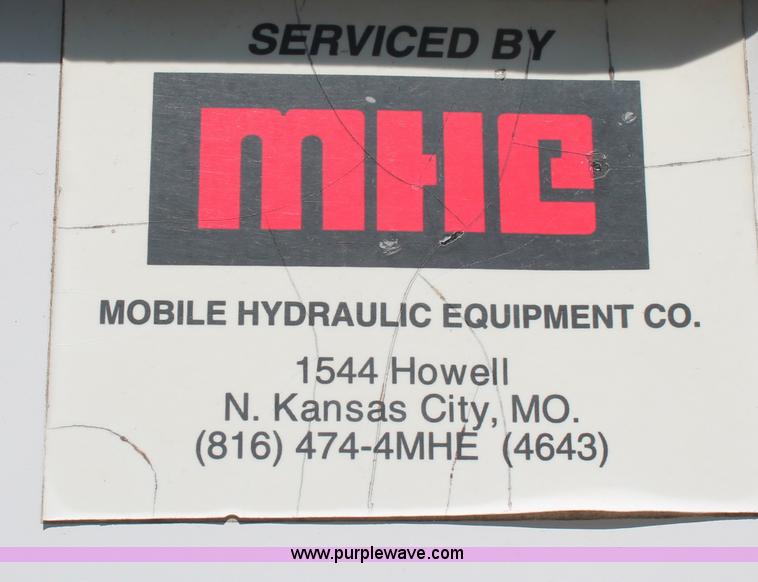 SERVICED BY
MHE
MOBILE HYDRAULIC EQUIPMENT CO.
1544 Howell
N. Kansas City, MO.
(816) 474-4MHE (4643)
www.purplewave.com